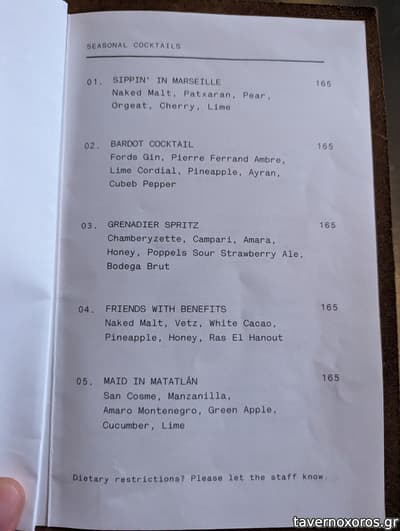 SEASONAL COCKTAILS
01. SIPPIN' IN MARSEILLE 165
Naked Malt, Patxaran, Pear,
Orgeat, Cherry, Lime
02. BARDOT COCKTAIL 165
Fords Gin, Pierre Ferrand Ambre,
Lime Cordial, Pineapple, Ayran,
Cubeb Pepper
03. GRENADIER SPRITZ 165
Chamberyzette, Campari, Amara,
Honey, Poppels Sour Strawberry Ale,
Bodega Brut
04. FRIENDS WITH BENEFITS 165
Naked Malt, Vetz, White Cacao,
Pineapple, Honey, Ras El Hanout
05. MAID IN MATATLÁN 165
San Cosme, Manzanilla,
Amaro Montenegro, Green Apple,
Cucumber, Lime
Dietary restrictions? Please let the staff know.
tavernoxoros.gr